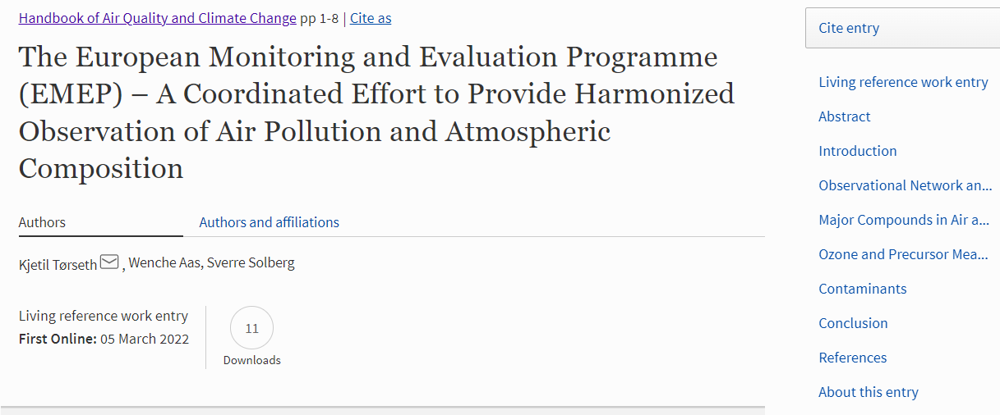 Handbook of Air Quality and Climate Change pp 1-8 | Cite as
The European Monitoring and Evaluation Programme
(EMEP) – A Coordinated Effort to Provide Harmonized
Observation of Air Pollution and Atmospheric
Composition
Authors
Authors and affiliations
Kjetil Tørseth , Wenche Aas, Sverre Solberg
Living reference work entry
First Online: 05 March 2022
11
Downloads
Cite entry
Living reference work entry
Abstract
Introduction
Observational Network an...
Major Compounds in Air a...
Ozone and Precursor Mea...
Contaminants
Conclusion
References
About this entry